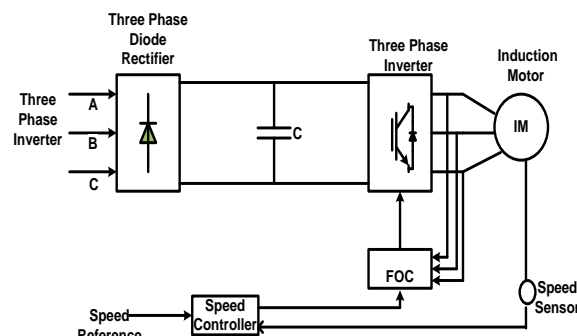 Three Phase
Diode
Rectifier
Three Phase
Inverter
Induction
Motor
Three
Phase
Inverter
A
B
C
C
IM
FOC
Speed
Sensor
Speed
Controller
Speed
Reference